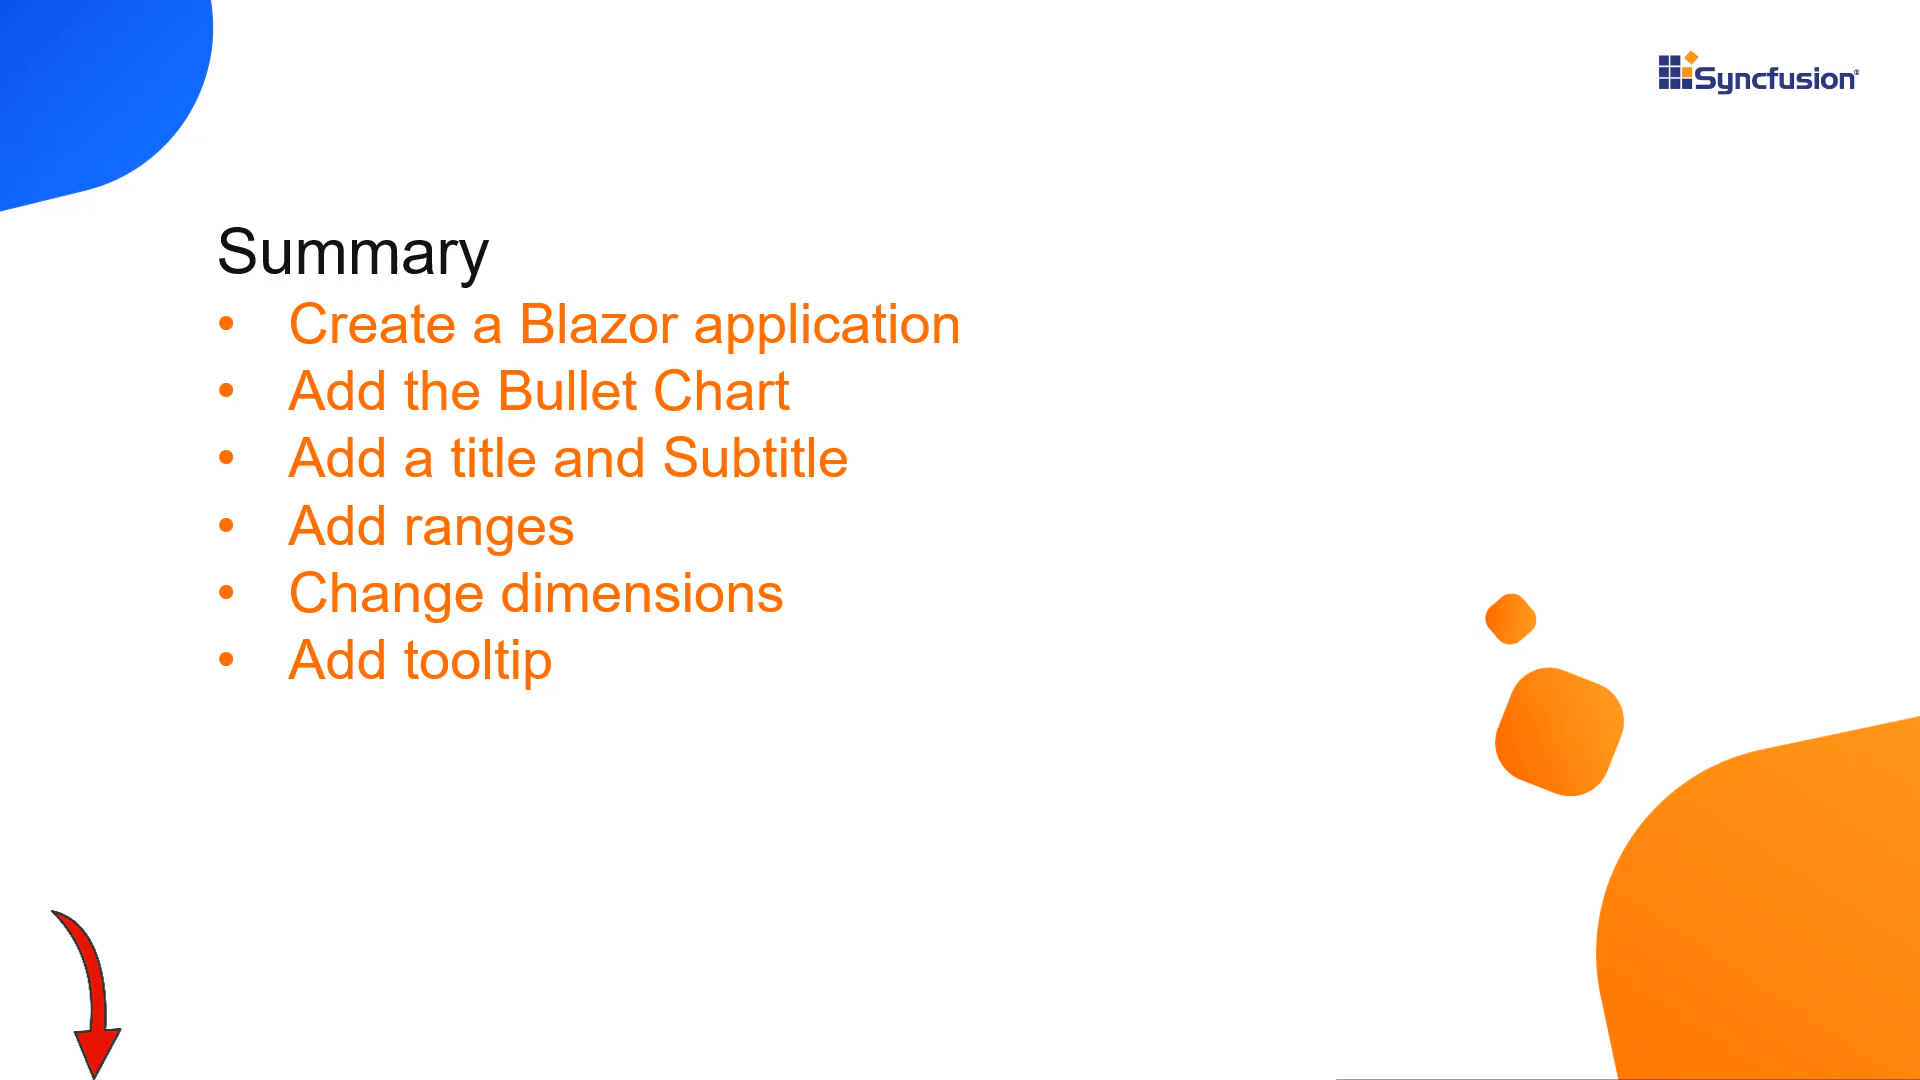 Syncfusion®
Summary
• Create a Blazor application
• Add the Bullet Chart
• Add a title and Subtitle
• Add ranges
• Change dimensions
• Add tooltip